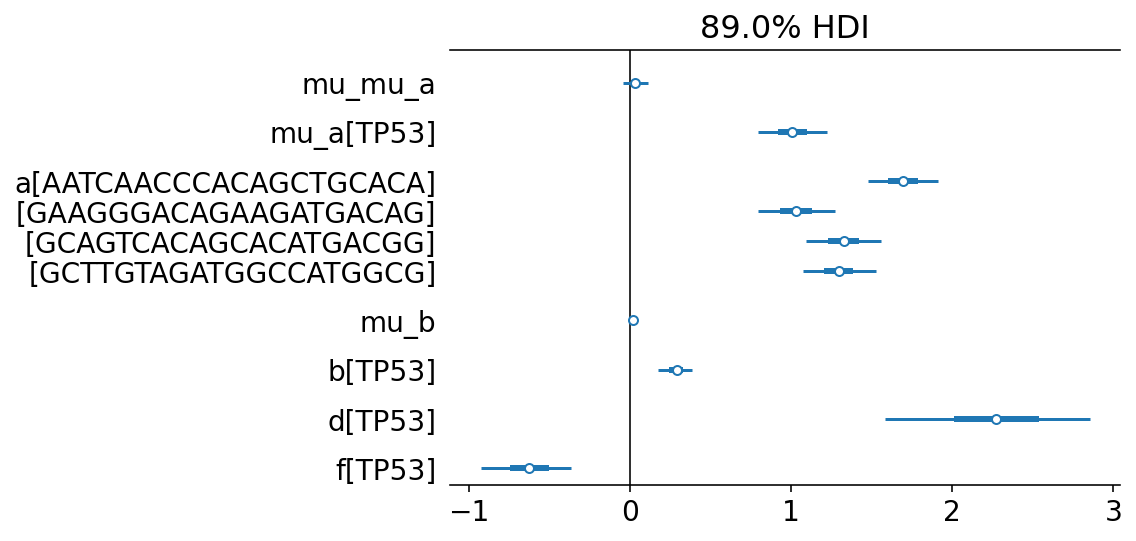 89.0% HDI
mu_mu_a
mu_a[TP53]
a[AATCAACCCACAGCTGCACA]
[GAAGGGACAGAAGATGACAG]
[GCAGTCACAGCACATGACGG]
[GCTTGTAGATGGCCATGGCG]
mu_b
b[TP53]
d[TP53]
f[TP53]
−1 0 1 2 3